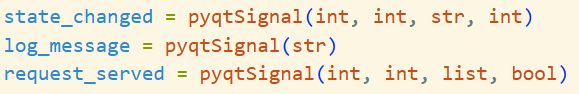 state_changed = pyqtSignal(int, int, str, int)
log_message = pyqtSignal(str)
request_served = pyqtSignal(int, int, list, bool)